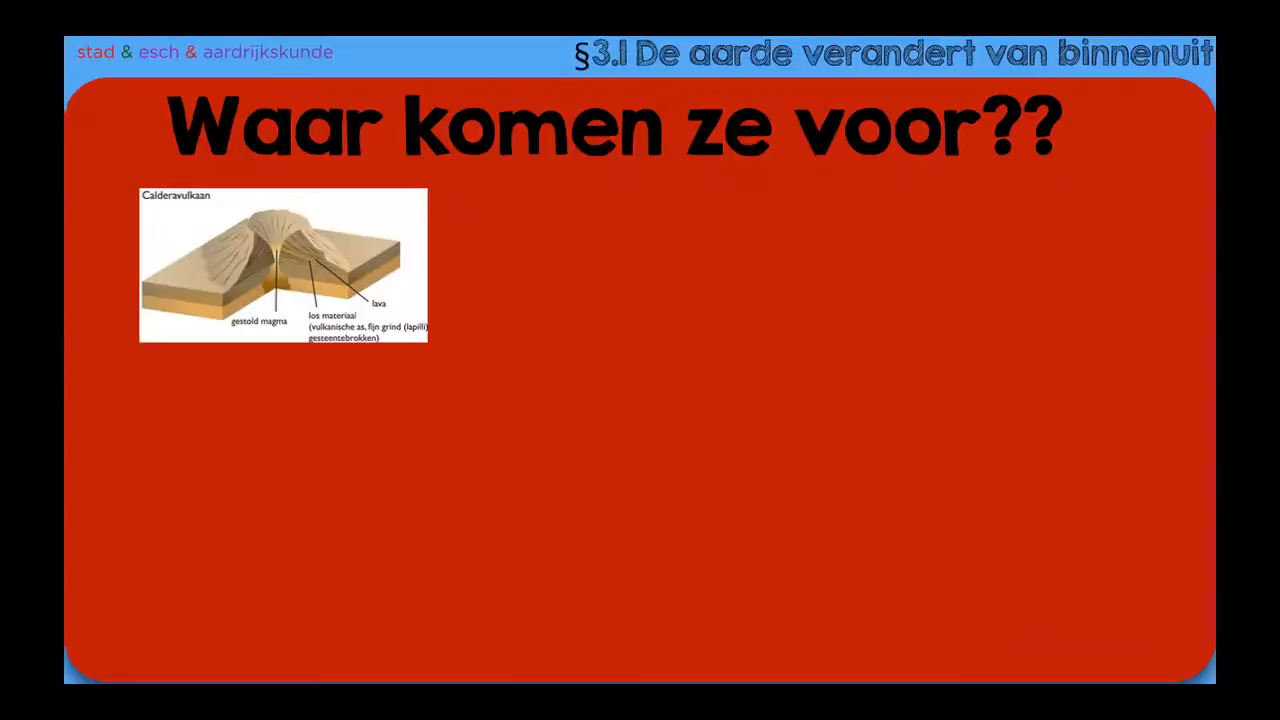 stad & esch & aardrijkskunde
§3.1 De aarde verandert van binnenuit
Waar komen ze voor??
Calderavulkaan
lava
gestold magma
los materiaal
(vulkanische as, fijn grind (lapilli)
gesteentebrokken)